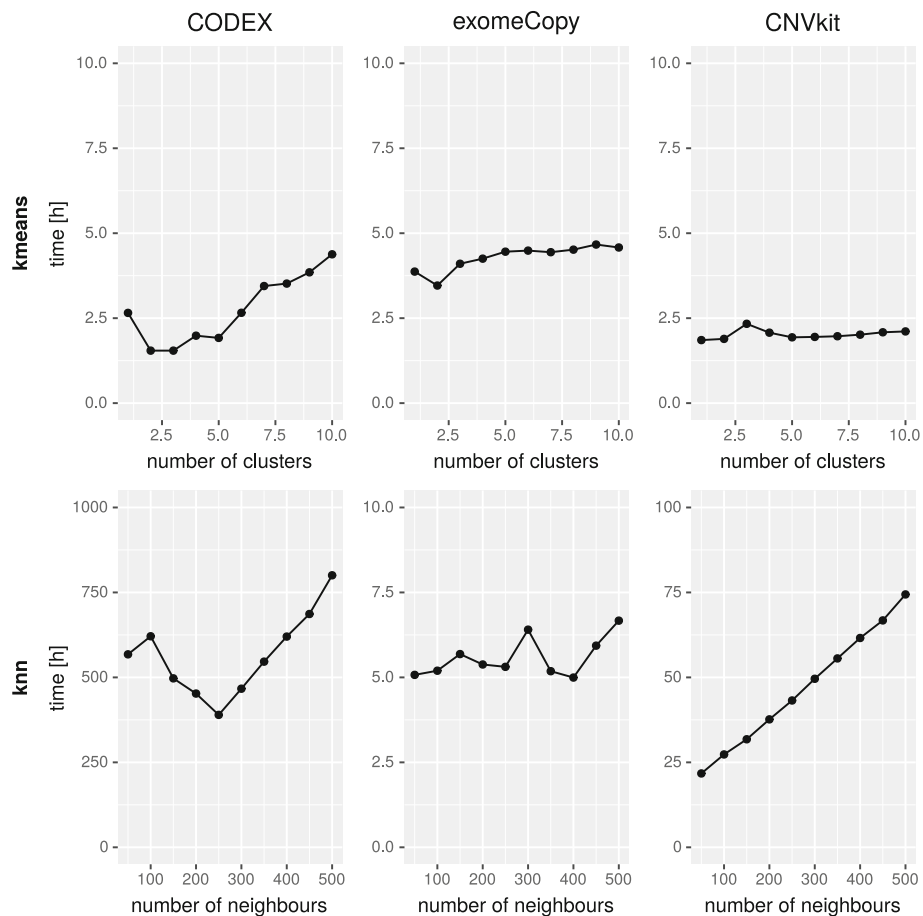 CODEX exomeCopy CNVkit
10.0 10.0 10.0
7.5 7.5 7.5
5.0 5.0 5.0
2.5 2.5 2.5
0.0 0.0 0.0
kmeans
time [h]
2.5 5.0 7.5 10.0 2.5 5.0 7.5 10.0 2.5 5.0 7.5 10.0
number of clusters number of clusters number of clusters
1000 10.0 100
750 7.5 75
500 5.0 50
250 2.5 25
0 0.0 0
knn
time [h]
100 200 300 400 500 100 200 300 400 500 100 200 300 400 500
number of neighbours number of neighbours number of neighbours